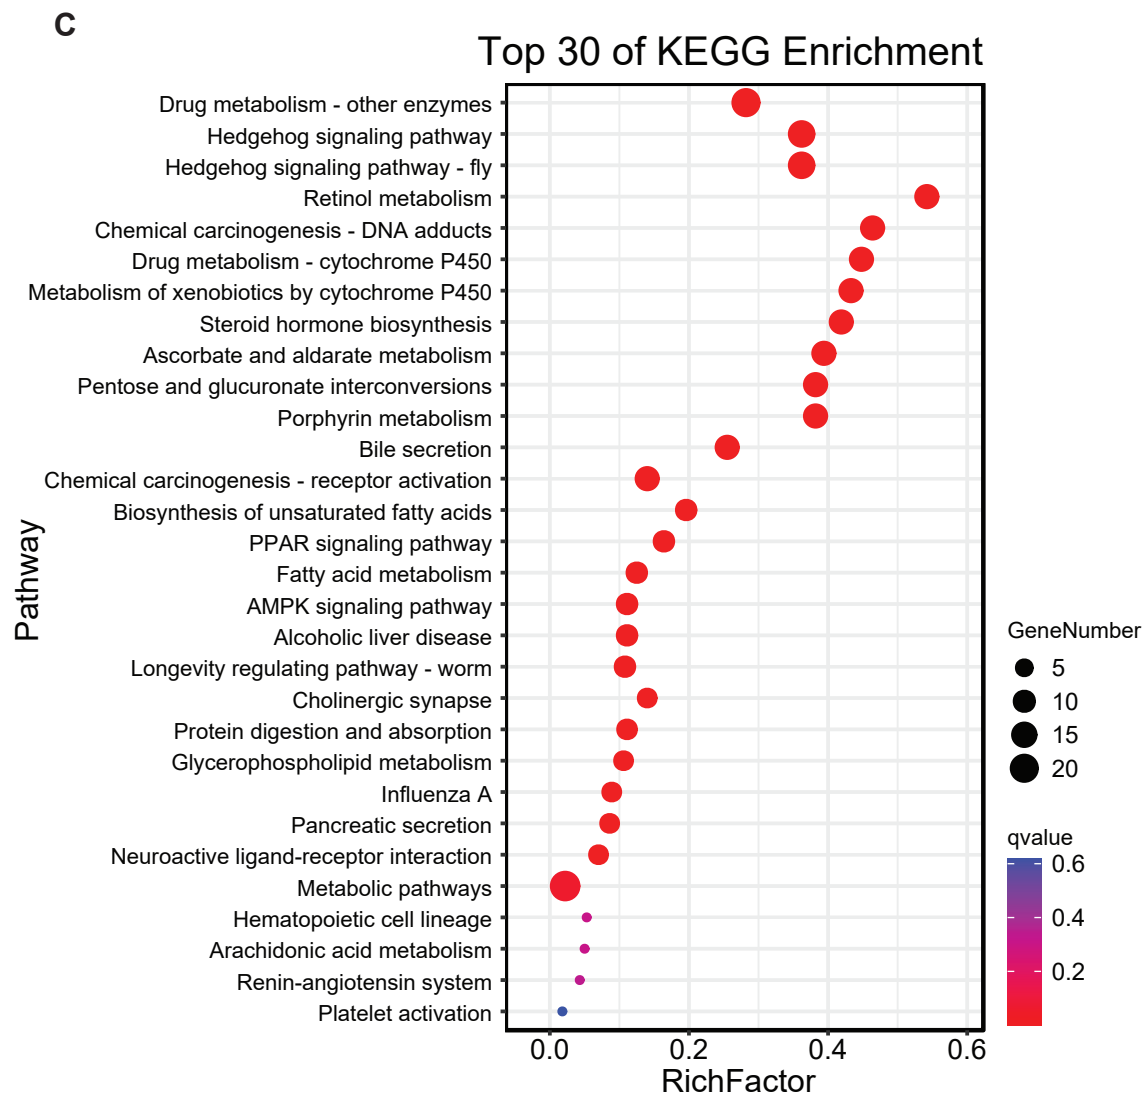 C
Top 30 of KEGG Enrichment
Drug metabolism - other enzymes
Hedgehog signaling pathway
Hedgehog signaling pathway - fly
Retinol metabolism
Chemical carcinogenesis - DNA adducts
Drug metabolism - cytochrome P450
Metabolism of xenobiotics by cytochrome P450
Steroid hormone biosynthesis
Ascorbate and aldarate metabolism
Pentose and glucuronate interconversions
Porphyrin metabolism
Bile secretion
Chemical carcinogenesis - receptor activation
Biosynthesis of unsaturated fatty acids
PPAR signaling pathway
Fatty acid metabolism
AMPK signaling pathway
Alcoholic liver disease
Longevity regulating pathway - worm
Cholinergic synapse
Protein digestion and absorption
Glycerophospholipid metabolism
Influenza A
Pancreatic secretion
Neuroactive ligand-receptor interaction
Metabolic pathways
Hematopoietic cell lineage
Arachidonic acid metabolism
Renin-angiotensin system
Platelet activation
Pathway
0.0 0.2 0.4 0.6
RichFactor
GeneNumber
5
10
15
20
qvalue
0.6
0.4
0.2